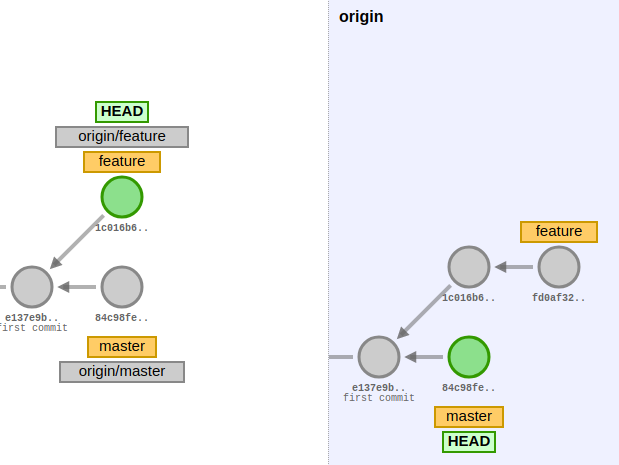 origin
HEAD
origin/feature
feature
1c016b6..
e137e9b..
first commit
84c98fe..
master
origin/master
feature
1c016b6..
fd0af32..
e137e9b..
first commit
84c98fe..
master
HEAD